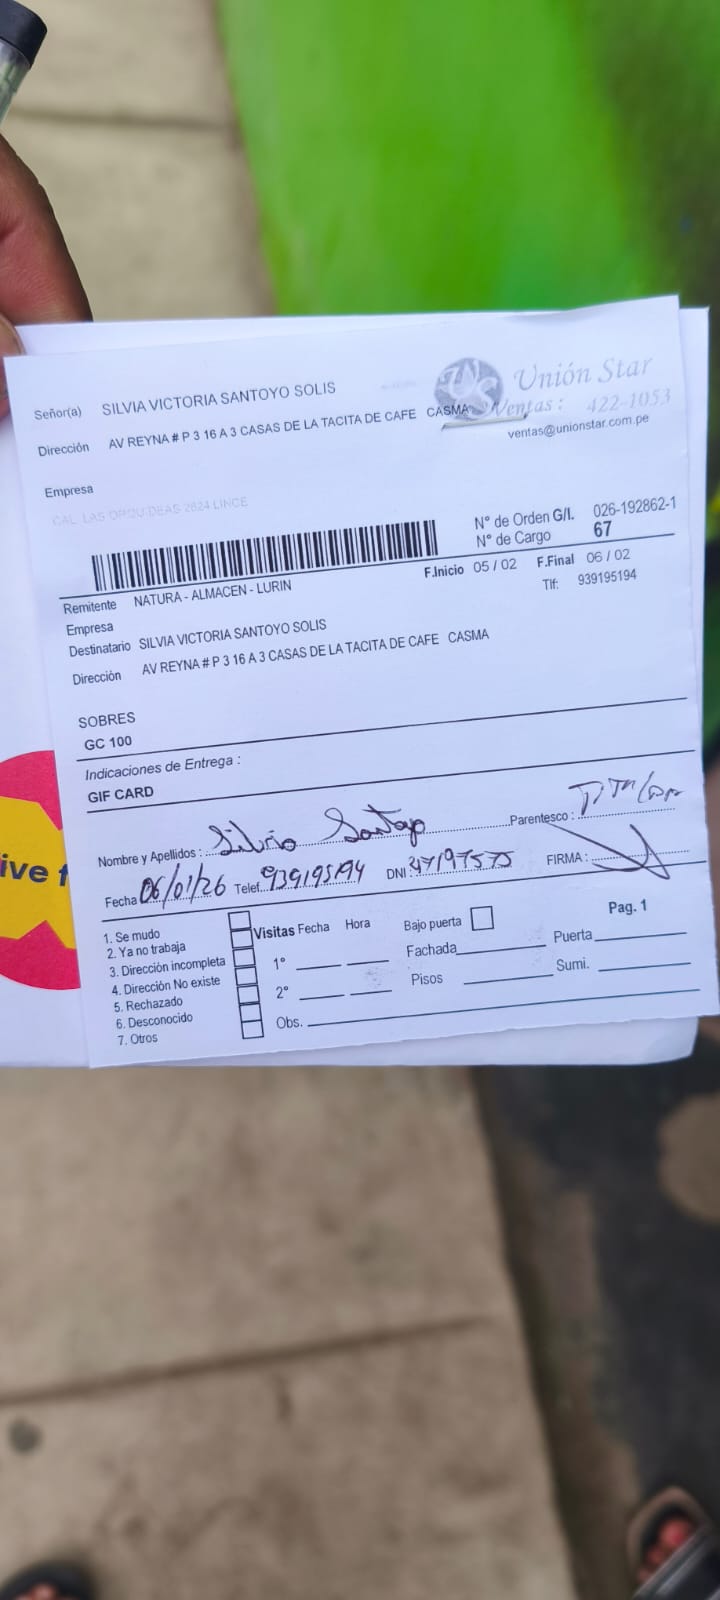 Unión Star
Señor(a) SILVIA VICTORIA SANTOYO SOLIS
Ventas: 422-1053
Dirección AV REYNA # P 3 16 A 3 CASAS DE LA TACITA DE CAFE CASMA
ventas@unionstar.com.pe
Empresa
CAL. LAS ORQUIDEAS 2624 LINCE
N° de Orden G/I. 026-192862-1
N° de Cargo 67
F.Inicio 05 / 02 F.Final 06 / 02
Remitente NATURA - ALMACEN - LURIN
Tlf: 939195194
Empresa
Destinatario SILVIA VICTORIA SANTOYO SOLIS
Dirección AV REYNA # P 3 16 A 3 CASAS DE LA TACITA DE CAFE CASMA
SOBRES
GC 100
Indicaciones de Entrega :
GIF CARD
ive f
Nombre y Apellidos : Silvia Santoyo Parentesco :
Fecha 06/01/26 Telef. 939195194 DNI: 47197575 FIRMA :
1. Se mudo
2. Ya no trabaja
3. Dirección incompleta
4. Dirección No existe
5. Rechazado
6. Desconocido
7. Otros
Visitas Fecha Hora Bajo puerta Pag. 1
1° Fachada Puerta
2° Pisos Sumi.
Obs.